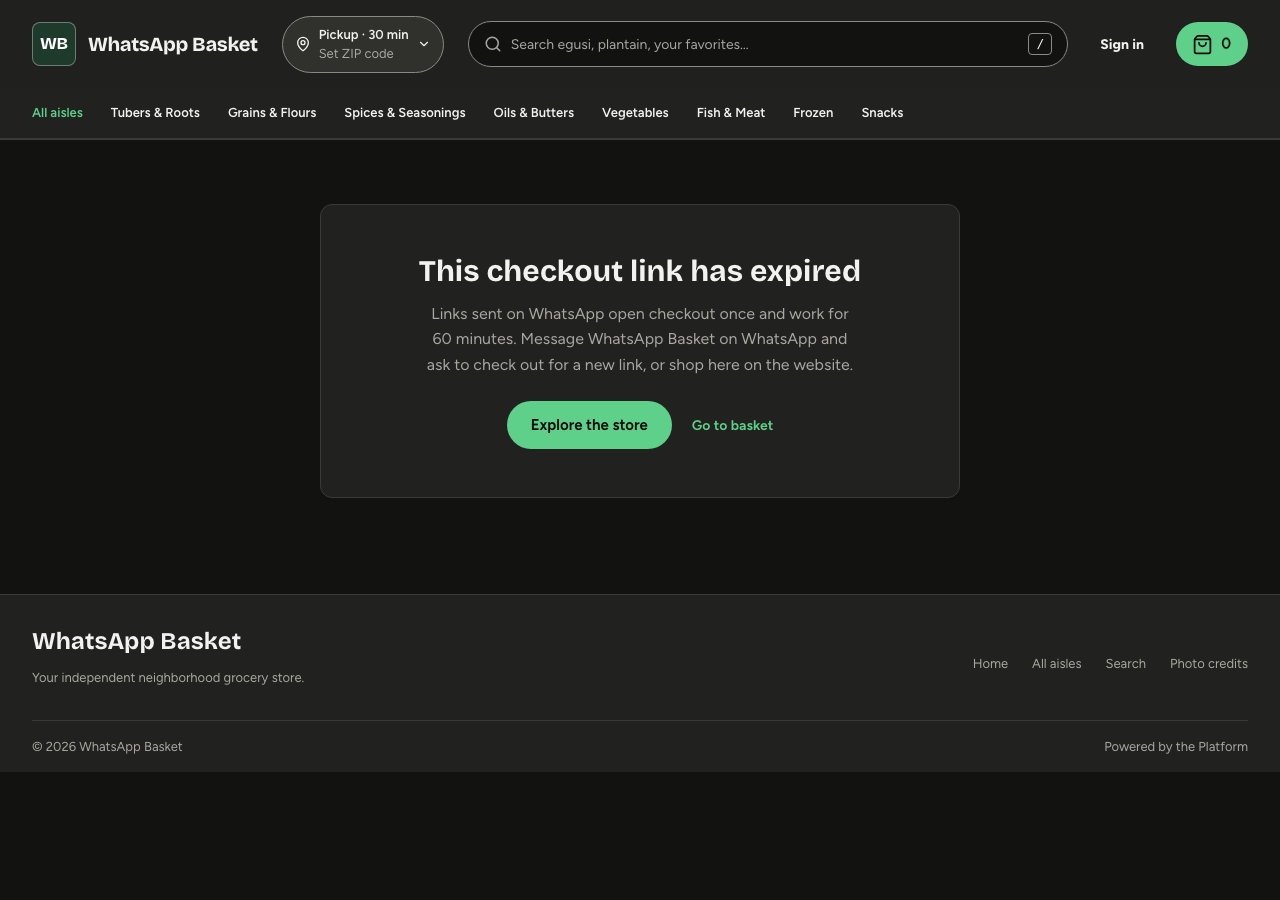 WB
WhatsApp Basket
Pickup · 30 min
Set ZIP code
Search egusi, plantain, your favorites...
/
Sign in
0
All aisles
Tubers & Roots
Grains & Flours
Spices & Seasonings
Oils & Butters
Vegetables
Fish & Meat
Frozen
Snacks
This checkout link has expired
Links sent on WhatsApp open checkout once and work for
60 minutes. Message WhatsApp Basket on WhatsApp and
ask to check out for a new link, or shop here on the website.
Explore the store
Go to basket
WhatsApp Basket
Your independent neighborhood grocery store.
Home
All aisles
Search
Photo credits
© 2026 WhatsApp Basket
Powered by the Platform